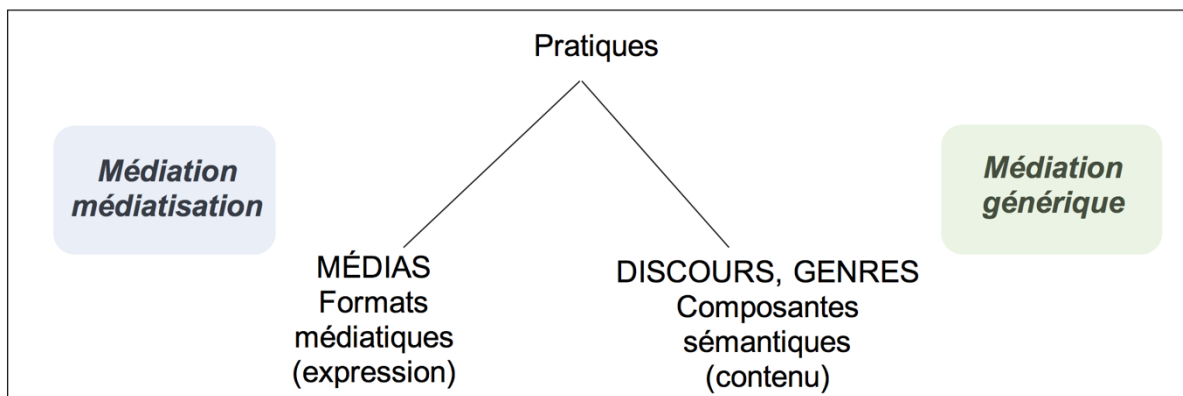 Pratiques
Médiation
médiatisation
Médiation
générique
MÉDIAS
Formats
médiatiques
(expression)
DISCOURS, GENRES
Composantes
sémantiques
(contenu)